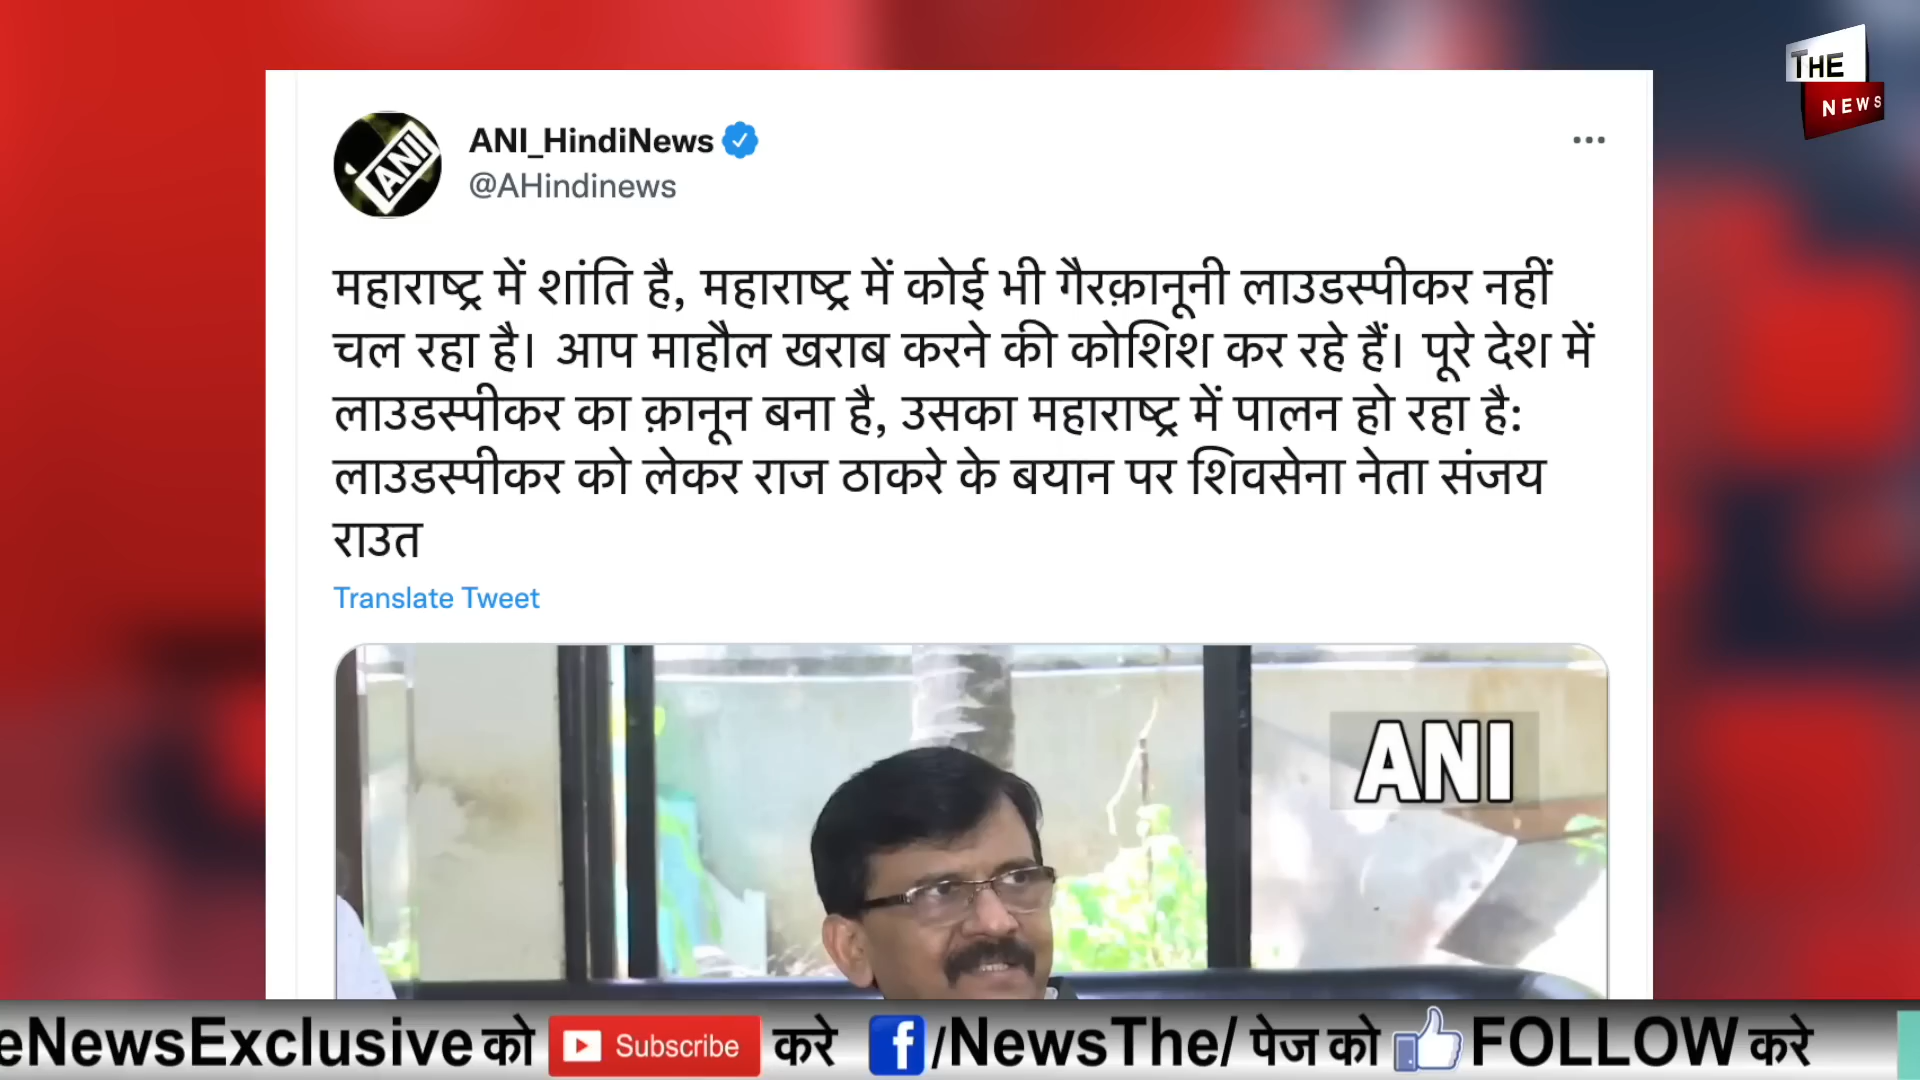 THE
NEWS
ANI
ANI_HindiNews
@AHindinews
महाराष्ट्र में शांति है, महाराष्ट्र में कोई भी गैरक़ानूनी लाउडस्पीकर नहीं
चल रहा है। आप माहौल खराब करने की कोशिश कर रहे हैं। पूरे देश में
लाउडस्पीकर का क़ानून बना है, उसका महाराष्ट्र में पालन हो रहा है:
लाउडस्पीकर को लेकर राज ठाकरे के बयान पर शिवसेना नेता संजय
राउत
Translate Tweet
ANI
eNewsExclusive को Subscribe करे f/NewsThe/ पेज को FOLLOW करे